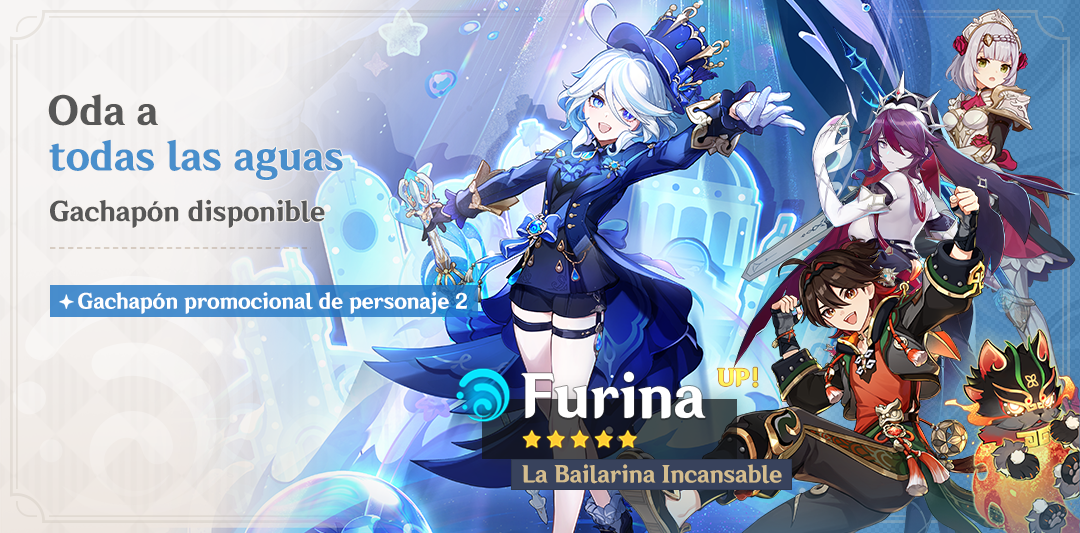 Oda a
todas las aguas
Gachapón disponible
Gachapón promocional de personaje 2
Furina UP!
La Bailarina Incansable